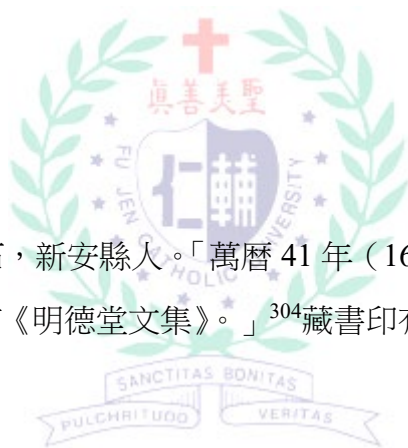 真善美聖
FU JEN CATHOLIC UNIVERSITY
仁 輔
,新安縣人。「萬曆 41 年(16
《明德堂文集》。」304藏書印有
SANCTITAS BONITAS
PULCHRITUDO VERITAS